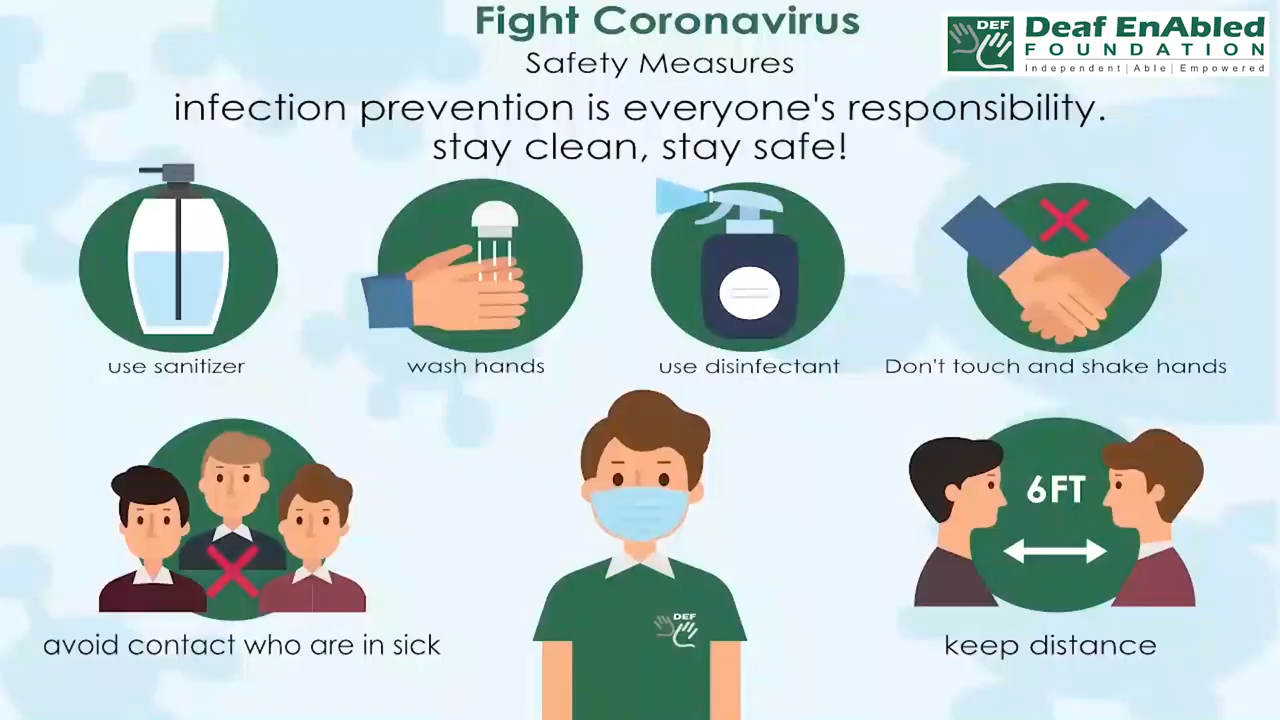 Fight Coronavirus
Safety Measures
DEF
Deaf EnAbled
FOUNDATION
Independent | Able | Empowered
infection prevention is everyone's responsibility.
stay clean, stay safe!
use sanitizer
wash hands
use disinfectant
Don't touch and shake hands
6FT
DEF
avoid contact who are in sick
keep distance